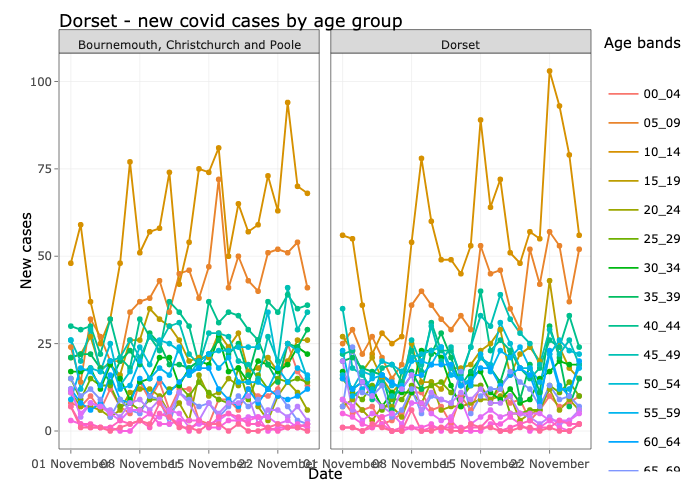 Dorset - new covid cases by age group
Bournemouth, Christchurch and Poole
Dorset
Age bands
00_04
05_09
10_14
15_19
20_24
25_29
30_34
35_39
40_44
45_49
50_54
55_59
60_64
65_69
New cases
100
75
50
25
0
01 November
08 November
15 November
22 November
01 November
08 November
15 November
22 November
Date